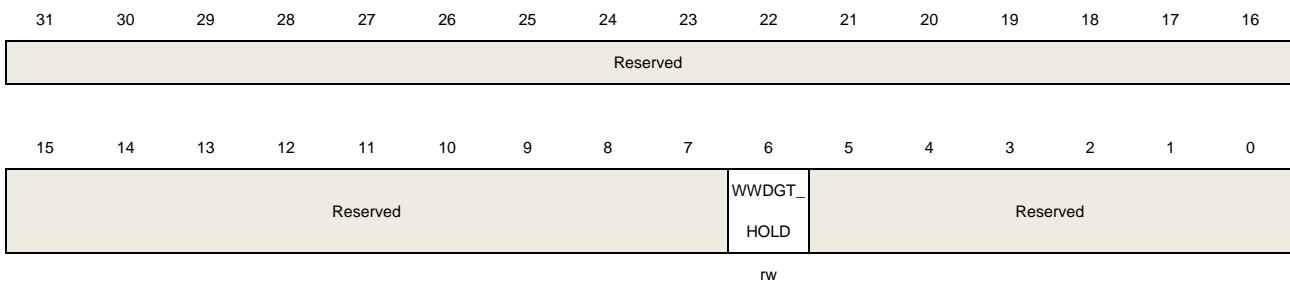 31 30 29 28 27 26 25 24 23 22 21 20 19 18 17 16
Reserved
15 14 13 12 11 10 9 8 7 6 5 4 3 2 1 0
WWDGT_
Reserved Reserved
HOLD
rw